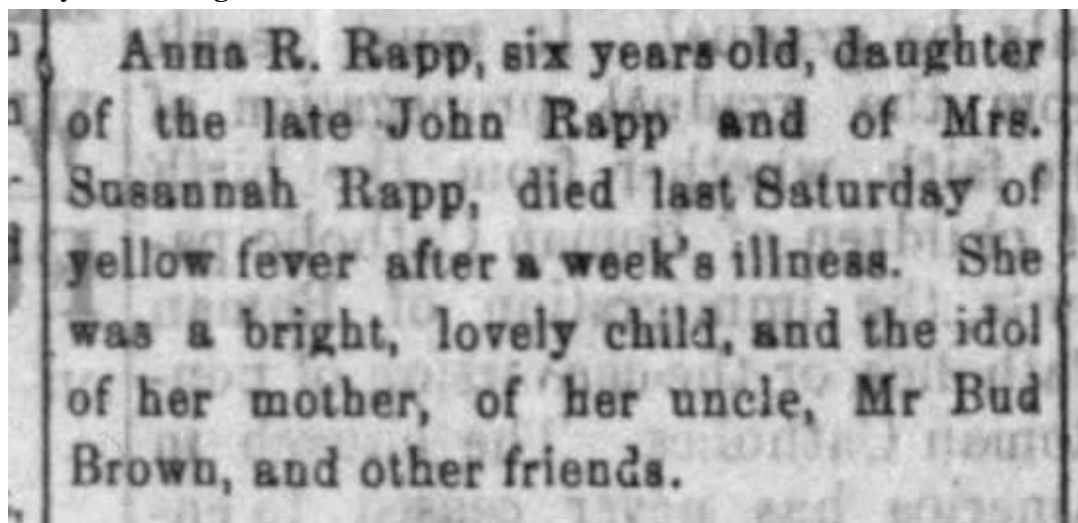 Anna R. Rapp, six years old, daughter
of the late John Rapp and of Mrs.
Susannah Rapp, died last Saturday of
yellow fever after a week's illness. She
was a bright, lovely child, and the idol
of her mother, of her uncle, Mr Bud
Brown, and other friends.